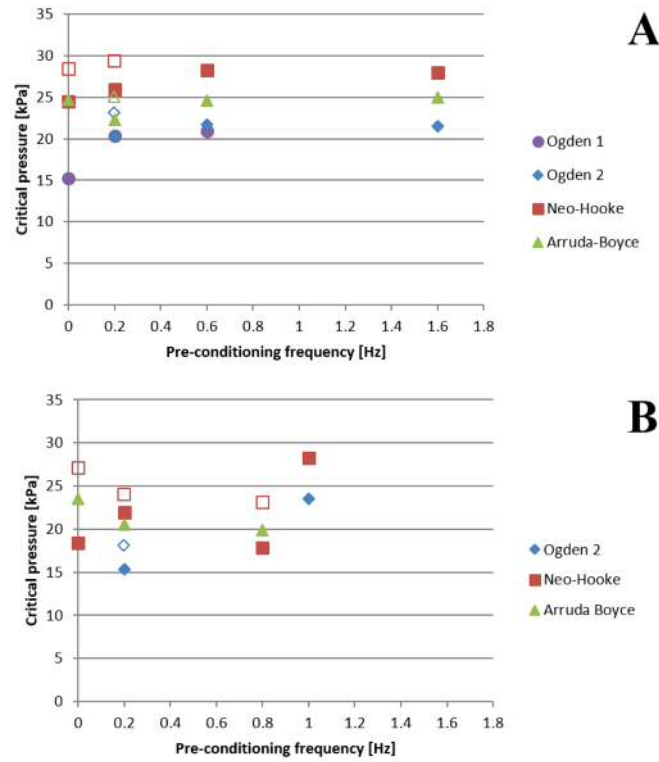 A
35
30
25
20
15
10
5
0
Critical pressure [kPa]
0 0.2 0.4 0.6 0.8 1 1.2 1.4 1.6 1.8
Pre-conditioning frequency [Hz]
Ogden 1
Ogden 2
Neo-Hooke
Arruda-Boyce
B
35
30
25
20
15
10
5
0
Critical pressure [kPa]
0 0.2 0.4 0.6 0.8 1 1.2 1.4 1.6 1.8
Pre-conditioning frequency [Hz]
Ogden 2
Neo-Hooke
Arruda Boyce